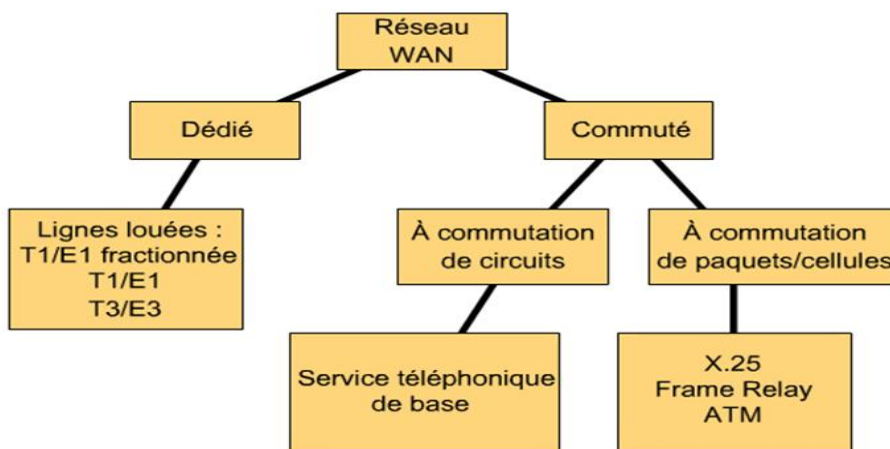 Réseau
WAN
Dédié
Commuté
Lignes louées :
T1/E1 fractionnée
T1/E1
T3/E3
À commutation
de circuits
À commutation
de paquets/cellules
Service téléphonique
de base
X.25
Frame Relay
ATM